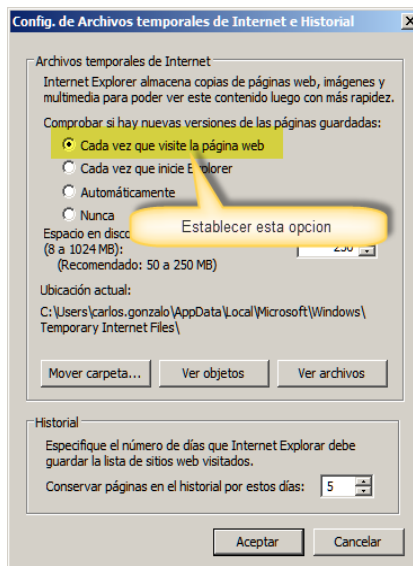 Config. de Archivos temporales de Internet e Historial
Archivos temporales de Internet
Internet Explorer almacena copias de páginas web, imágenes y
multimedia para poder ver este contenido luego con más rapidez.
Comprobar si hay nuevas versiones de las páginas guardadas:
Cada vez que visite la página web
Cada vez que inicie Explorer
Automáticamente
Nunca
Establecer esta opcion
Espacio en disco
(8 a 1024 MB):
250
(Recomendado: 50 a 250 MB)
Ubicación actual:
C:\Users\carlos.gonzalo\AppData\Local\Microsoft\Windows\
Temporary Internet Files\
Mover carpeta... Ver objetos Ver archivos
Historial
Especifique el número de días que Internet Explorar debe
guardar la lista de sitios web visitados.
Conservar páginas en el historial por estos días: 5
Aceptar Cancelar